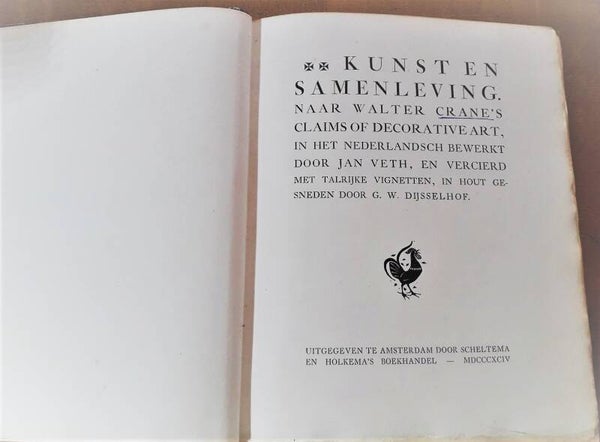 KUNST EN
SAMENLEVING.
NAAR WALTER CRANE'S
CLAIMS OF DECORATIVE ART,
IN HET NEDERLANDSCH BEWERKT
DOOR JAN VETH, EN VERCIERD
MET TALRIJKE VIGNETTEN, IN HOUT GE-
SNEDEN DOOR G. W. DIJSSELHOF.
UITGEGEVEN TE AMSTERDAM DOOR SCHELTEMA
EN HOLKEMA'S BOEKHANDEL — MDCCCXCIV